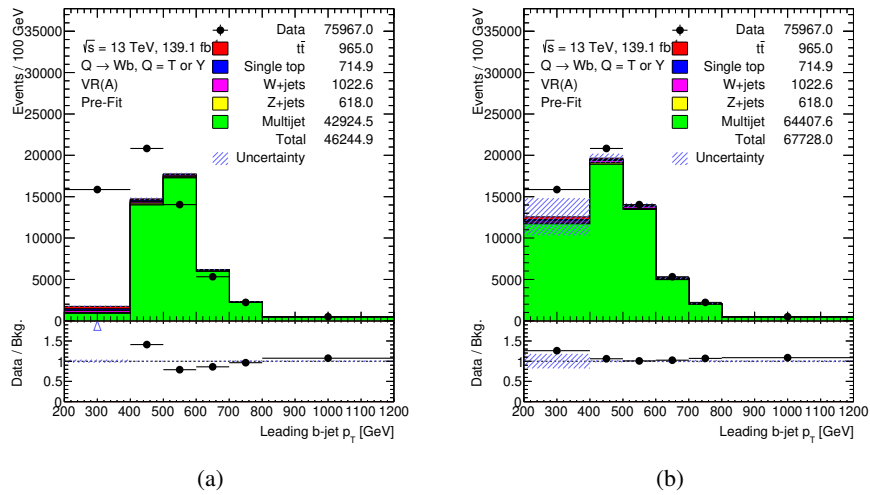 Events / 100 GeV
35000
30000
25000
20000
15000
10000
5000
0
√s = 13 TeV, 139.1 fb
Q → Wb, Q = T or Y
VR(A)
Pre-Fit
Data 75967.0
tt̄ 965.0
Single top 714.9
W+jets 1022.6
Z+jets 618.0
Multijet 42924.5
Total 46244.9
Uncertainty
Data / Bkg.
1.5
1
0.5
0
200 300 400 500 600 700 800 900 1000 1100 1200
Leading b-jet p_T [GeV]
(a)
Events / 100 GeV
35000
30000
25000
20000
15000
10000
5000
0
√s = 13 TeV, 139.1 fb
Q → Wb, Q = T or Y
VR(A)
Pre-Fit
Data 75967.0
tt̄ 965.0
Single top 714.9
W+jets 1022.6
Z+jets 618.0
Multijet 64407.6
Total 67728.0
Uncertainty
Data / Bkg.
1.5
1
0.5
0
200 300 400 500 600 700 800 900 1000 1100 1200
Leading b-jet p_T [GeV]
(b)